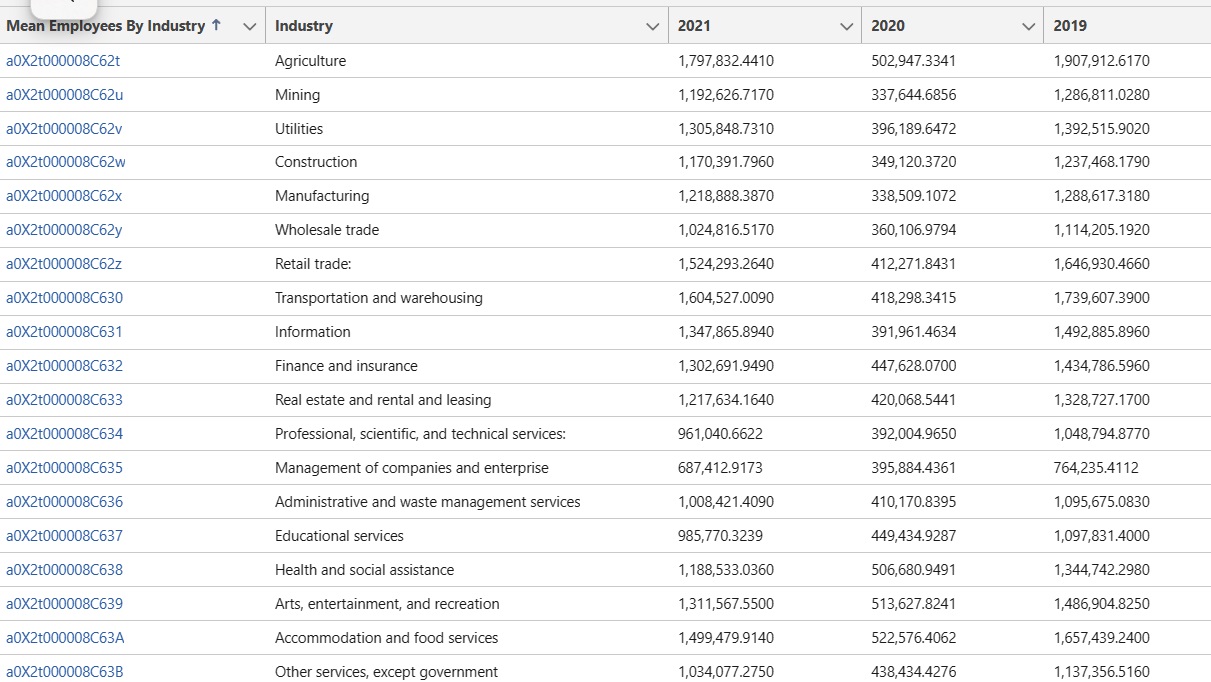 Mean Employees By Industry ↑ Industry 2021 2020 2019
a0X2t000008C62t Agriculture 1,797,832.4410 502,947.3341 1,907,912.6170
a0X2t000008C62u Mining 1,192,626.7170 337,644.6856 1,286,811.0280
a0X2t000008C62v Utilities 1,305,848.7310 396,189.6472 1,392,515.9020
a0X2t000008C62w Construction 1,170,391.7960 349,120.3720 1,237,468.1790
a0X2t000008C62x Manufacturing 1,218,888.3870 338,509.1072 1,288,617.3180
a0X2t000008C62y Wholesale trade 1,024,816.5170 360,106.9794 1,114,205.1920
a0X2t000008C62z Retail trade: 1,524,293.2640 412,271.8431 1,646,930.4660
a0X2t000008C630 Transportation and warehousing 1,604,527.0090 418,298.3415 1,739,607.3900
a0X2t000008C631 Information 1,347,865.8940 391,961.4634 1,492,885.8960
a0X2t000008C632 Finance and insurance 1,302,691.9490 447,628.0700 1,434,786.5960
a0X2t000008C633 Real estate and rental and leasing 1,217,634.1640 420,068.5441 1,328,727.1700
a0X2t000008C634 Professional, scientific, and technical services: 961,040.6622 392,004.9650 1,048,794.8770
a0X2t000008C635 Management of companies and enterprise 687,412.9173 395,884.4361 764,235.4112
a0X2t000008C636 Administrative and waste management services 1,008,421.4090 410,170.8395 1,095,675.0830
a0X2t000008C637 Educational services 985,770.3239 449,434.9287 1,097,831.4000
a0X2t000008C638 Health and social assistance 1,188,533.0360 506,680.9491 1,344,742.2980
a0X2t000008C639 Arts, entertainment, and recreation 1,311,567.5500 513,627.8241 1,486,904.8250
a0X2t000008C63A Accommodation and food services 1,499,479.9140 522,576.4062 1,657,439.2400
a0X2t000008C63B Other services, except government 1,034,077.2750 438,434.4276 1,137,356.5160